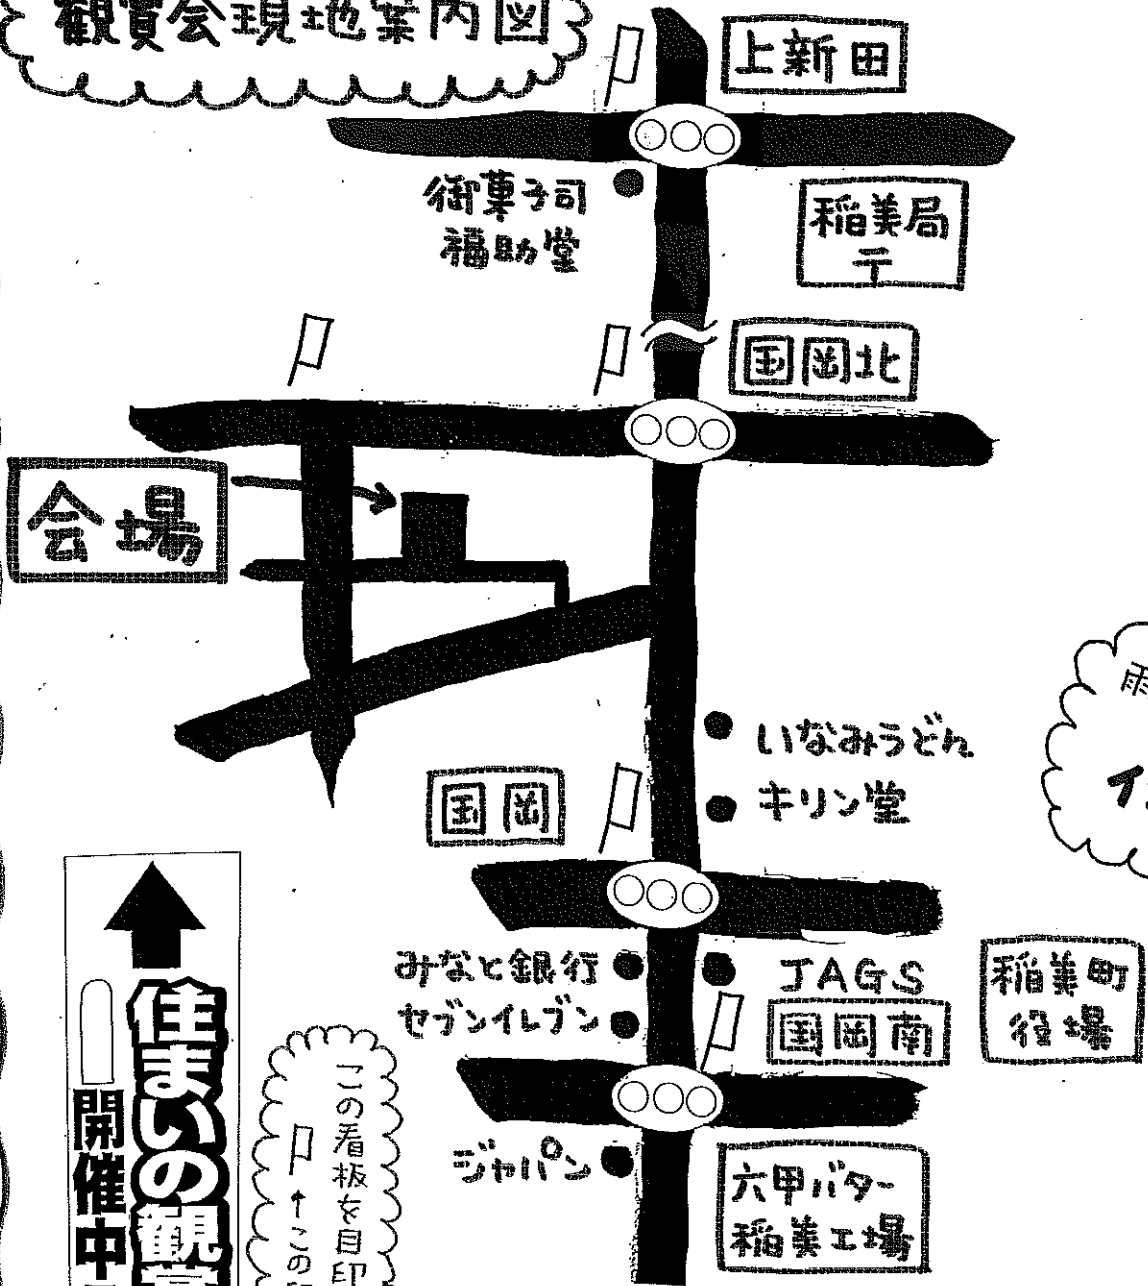 観賞会現地案内図
上新田
御菓子司
福助堂
稲美局
〒
国岡北
会場
いなみうどん
キリン堂
国岡
雨
みなと銀行
セブンイレブン
JAGS
国岡南
稲美町
役場
ジャパン
六甲バター
稲美工場
住まいの観賞
開催中
この看板を目印
↑この